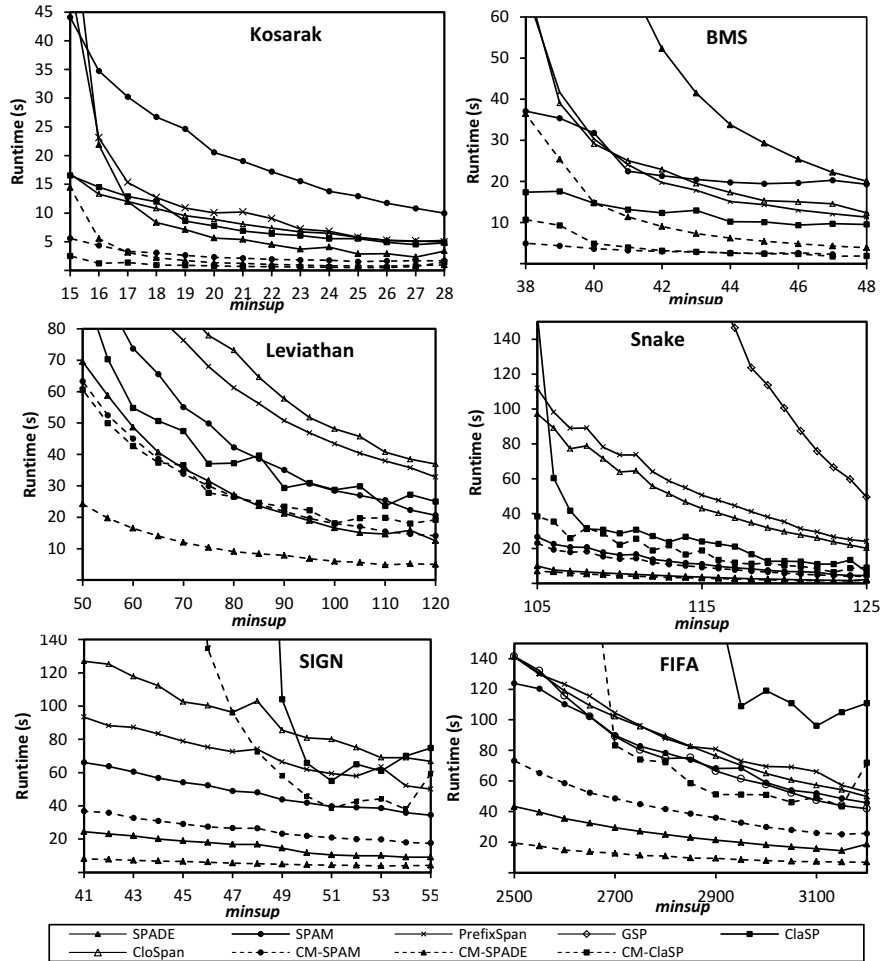 Kosarak
Runtime (s)
45
40
35
30
25
20
15
10
5
15 16 17 18 19 20 21 22 23 24 25 26 27 28
minsup
BMS
Runtime (s)
60
50
40
30
20
10
38 40 42 44 46 48
minsup
Leviathan
Runtime (s)
80
70
60
50
40
30
20
10
50 60 70 80 90 100 110 120
minsup
Snake
Runtime (s)
140
120
100
80
60
40
20
105 115 125
minsup
SIGN
Runtime (s)
140
120
100
80
60
40
20
41 43 45 47 49 51 53 55
minsup
FIFA
Runtime (s)
140
120
100
80
60
40
20
2500 2700 2900 3100
minsup
SPADE SPAM PrefixSpan GSP ClaSP
CloSpan CM-SPAM CM-SPADE CM-ClaSP